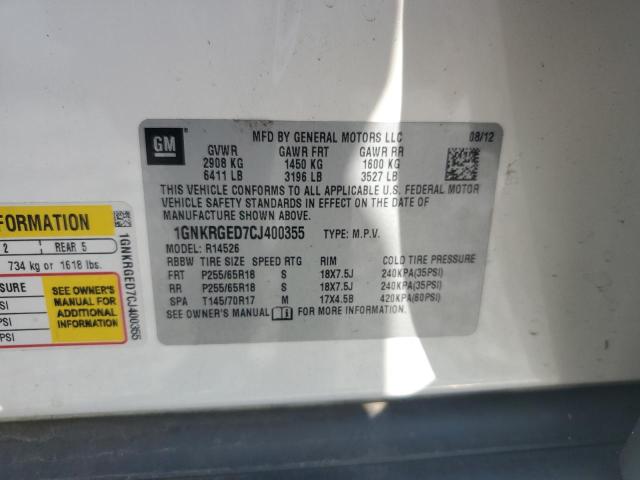 GM
MFD BY GENERAL MOTORS LLC 08/12
GVWR GAWR FRT GAWR RR
2908 KG 1450 KG 1600 KG
6411 LB 3196 LB 3527 LB
THIS VEHICLE CONFORMS TO ALL APPLICABLE U.S. FEDERAL MOTOR
VEHICLE SAFETY STANDARDS IN EFFECT ON THE DATE OF
MANUFACTURE SHOWN ABOVE.
1GNKRGED7CJ400355 TYPE: M.P.V.
MODEL: R14526
RBBW TIRE SIZE SPEED RTG RIM COLD TIRE PRESSURE
FRT P255/65R18 S 18X7.5J 240KPA(35PSI)
RR P255/65R18 S 18X7.5J 240KPA(35PSI)
SPA T145/70R17 M 17X4.5B 420KPA(60PSI)
SEE OWNER'S MANUAL FOR MORE INFORMATION.
FORMATION
2 REAR 5
734 kg or 1618 lbs.
SEE OWNER'S
MANUAL FOR
ADDITIONAL
INFORMATION
PSI
PSI
PSI
1GNKRGED7CJ400355